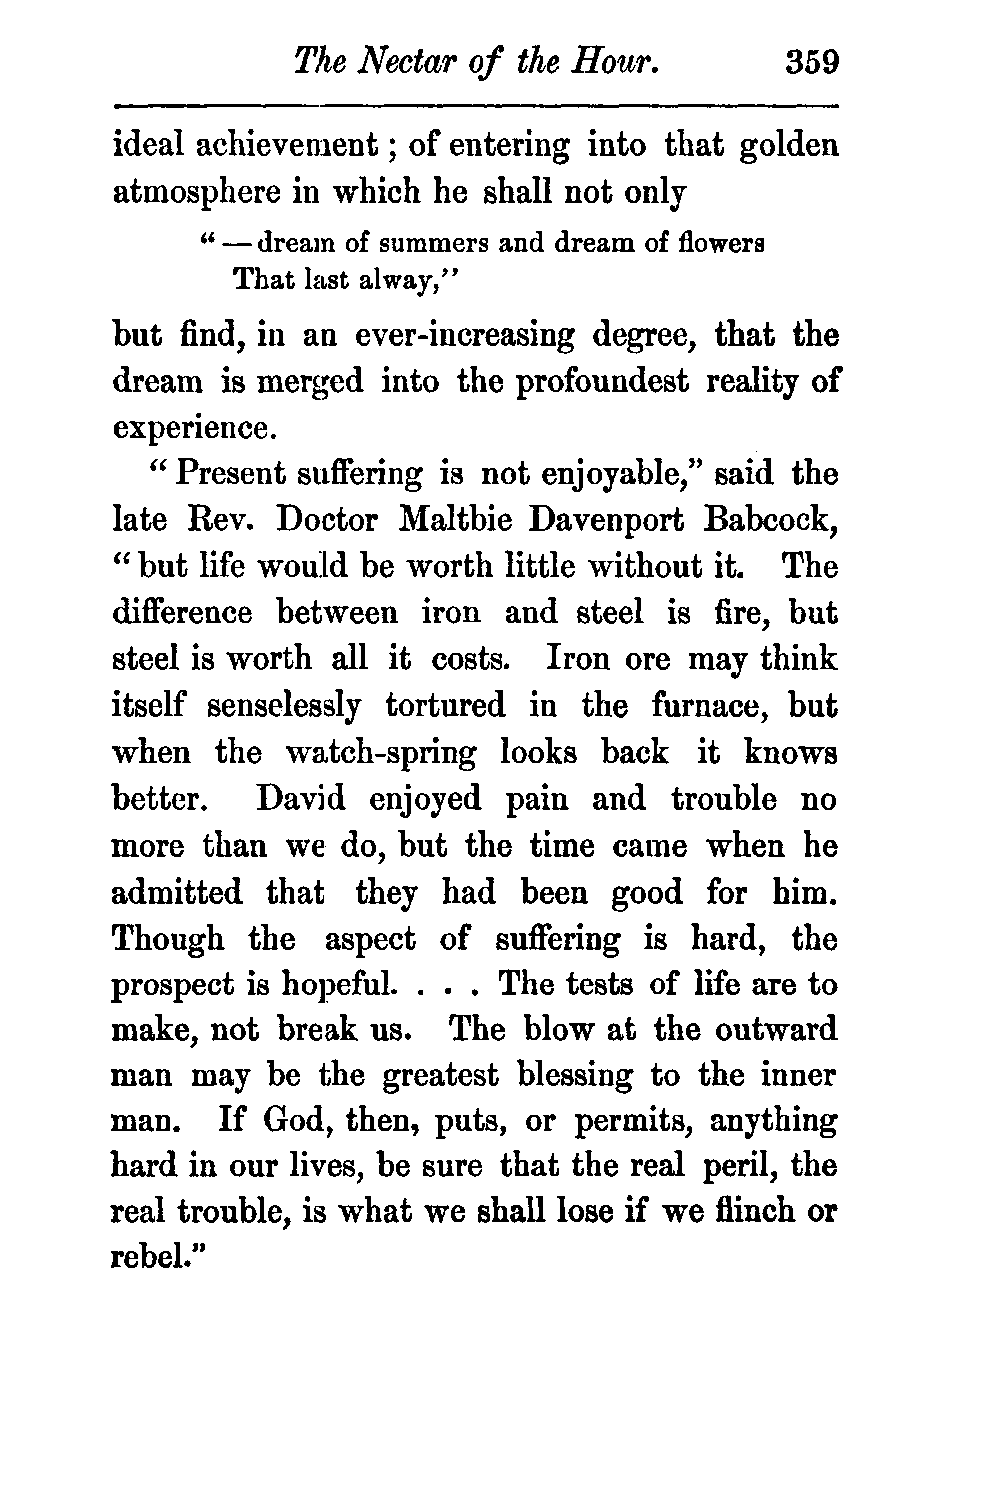 The Nectar of the Hour. 359
ideal achievement ; of entering into that golden
atmosphere in which he shall not only
“ — dream of summers and dream of flowers
That last alway,”
but find, in an ever-increasing degree, that the
dream is merged into the profoundest reality of
experience.
“ Present suffering is not enjoyable,” said the
late Rev. Doctor Maltbie Davenport Babcock,
“ but life would be worth little without it. The
difference between iron and steel is fire, but
steel is worth all it costs. Iron ore may think
itself senselessly tortured in the furnace, but
when the watch-spring looks back it knows
better. David enjoyed pain and trouble no
more than we do, but the time came when he
admitted that they had been good for him.
Though the aspect of suffering is hard, the
prospect is hopeful. . . . The tests of life are to
make, not break us. The blow at the outward
man may be the greatest blessing to the inner
man. If God, then, puts, or permits, anything
hard in our lives, be sure that the real peril, the
real trouble, is what we shall lose if we flinch or
rebel.”